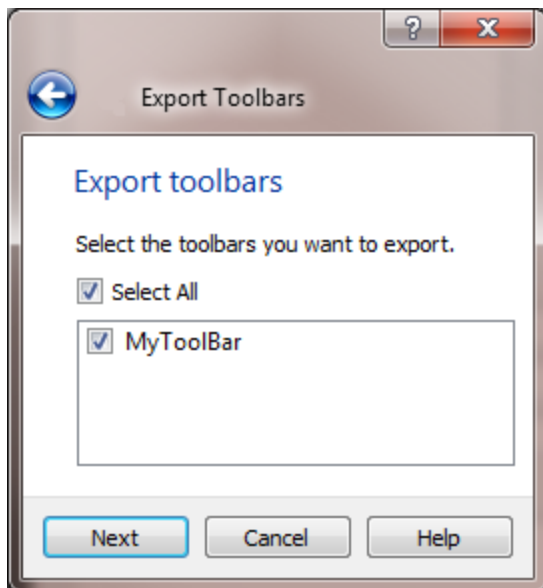 ?
Export Toolbars
Export toolbars
Select the toolbars you want to export.
Select All
MyToolBar
Next Cancel Help